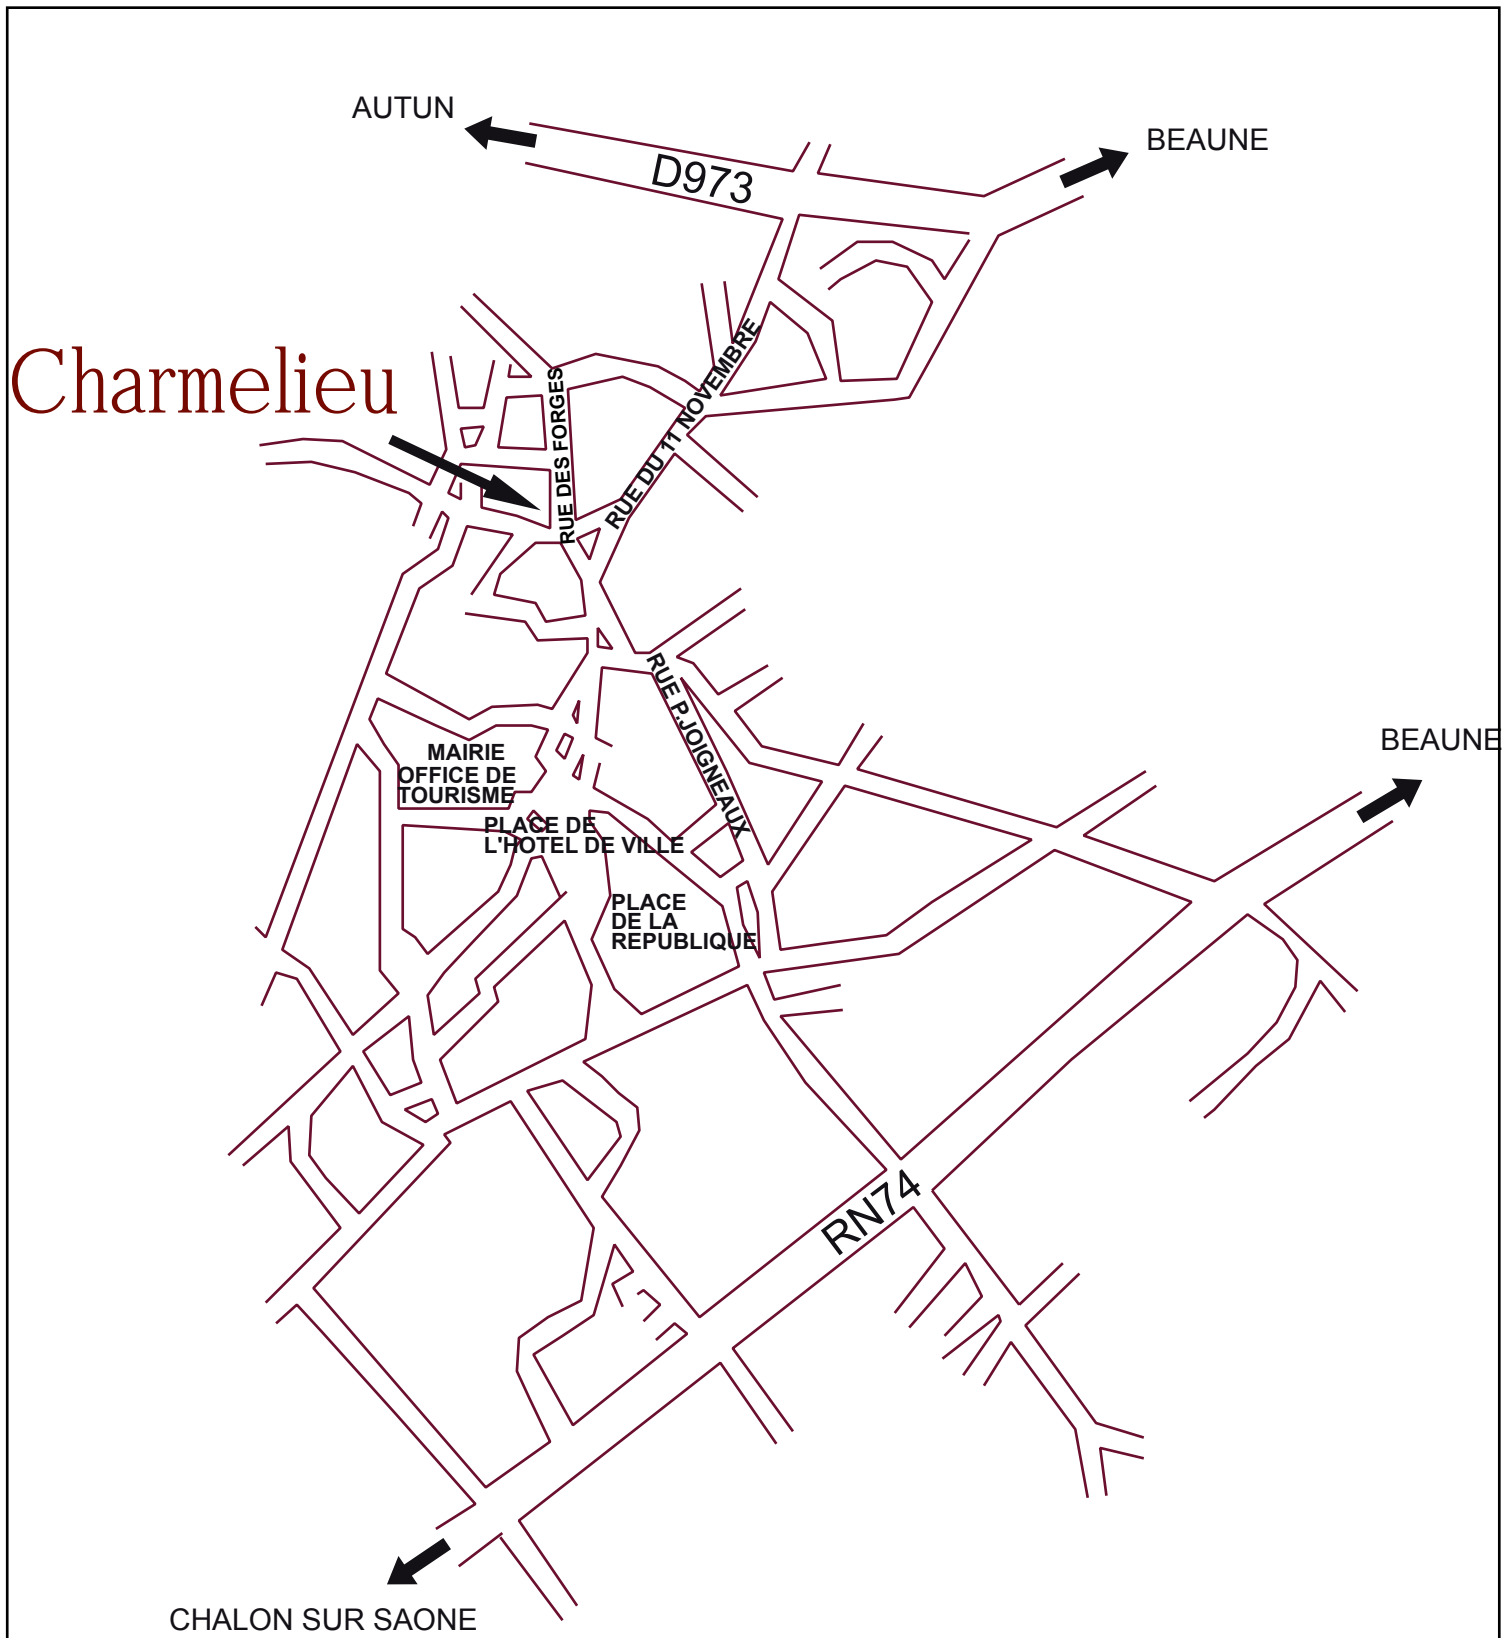 AUTUN
BEAUNE
D973
Charmelieu
RUE DES FORGES
RUE DU 11 NOVEMBRE
RUE P.JOIGNEAUX
BEAUNE
MAIRIE
OFFICE DE
TOURISME
PLACE DE
L'HOTEL DE VILLE
PLACE
DE LA
REPUBLIQUE
RN74
CHALON SUR SAONE